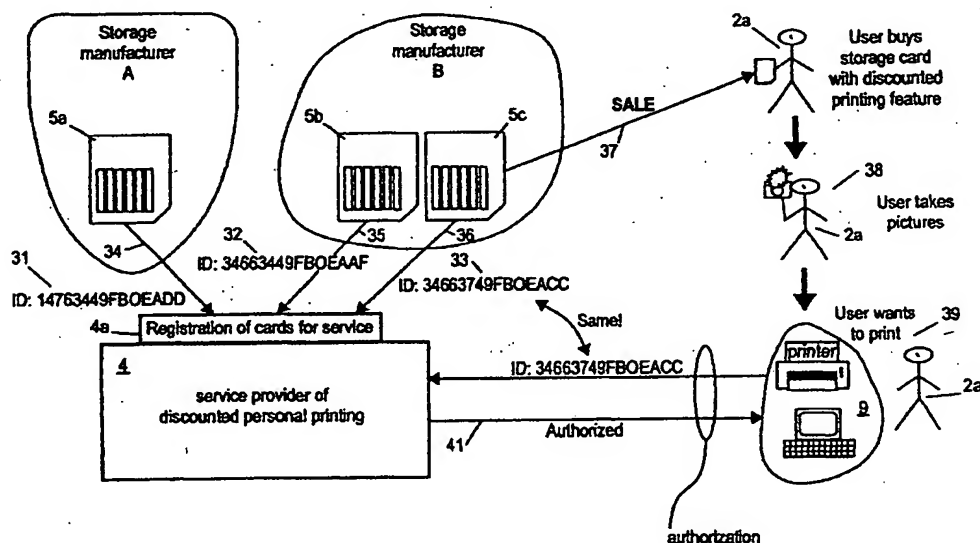 Storage
manufacturer
A
5a
Storage
manufacturer
B
5b
5c
SALE
37
2a
User buys
storage card
with discounted
printing feature
38
User takes
pictures
2a
34
32
35
36
31
ID: 34663449FBOEAAF
33
ID: 14763449FBOEADD
ID: 34663749FBOEACC
4a
Registration of cards for service
Same!
User wants
to print
39
4
service provider of
discounted personal printing
ID: 34663749FBOEACC
printer
2a
9
41
Authorized
authorization